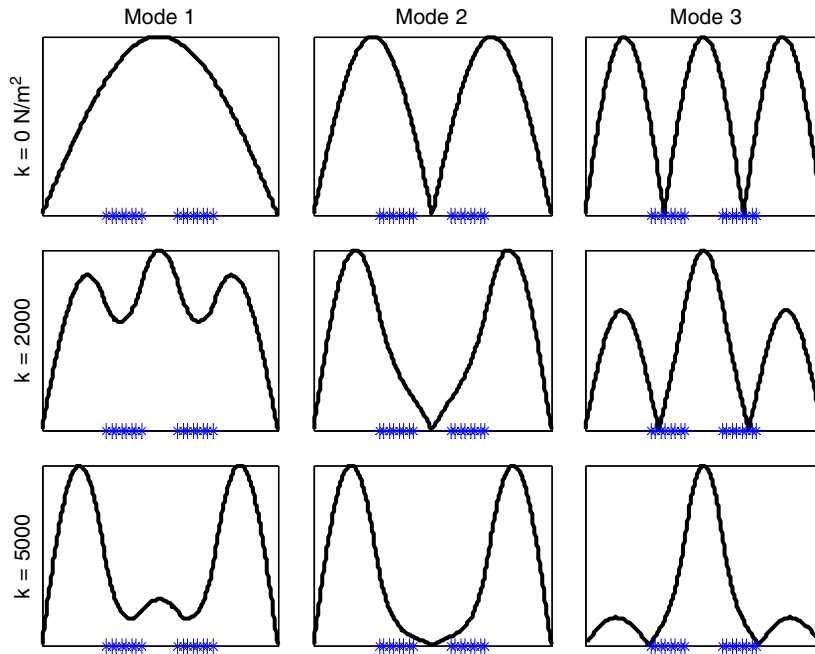 Mode 1
Mode 2
Mode 3
k = 0 N/m²
k = 2000
k = 5000